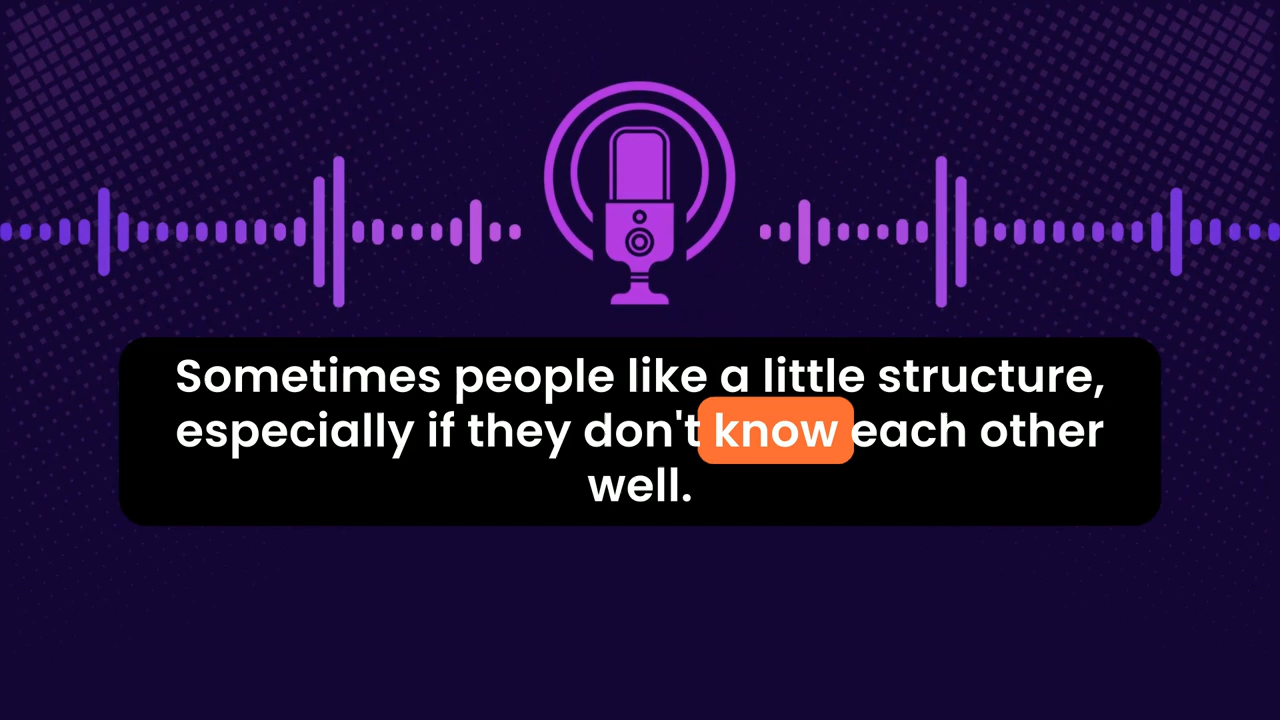 Sometimes people like a little structure,
especially if they don't know each other
well.